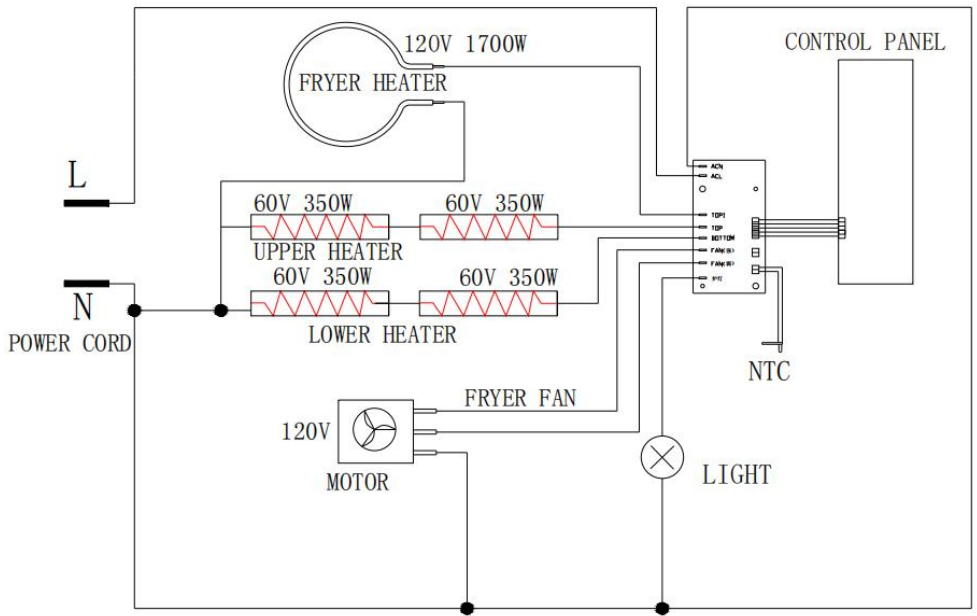 120V 1700W
CONTROL PANEL
FRYER HEATER
L
ACN
ACL
60V 350W
60V 350W
TOP1
TOP
UPPER HEATER
BOTTOM
60V 350W
60V 350W
N
LOWER HEATER
POWER CORD
NTC
FRYER FAN
120V
MOTOR
LIGHT